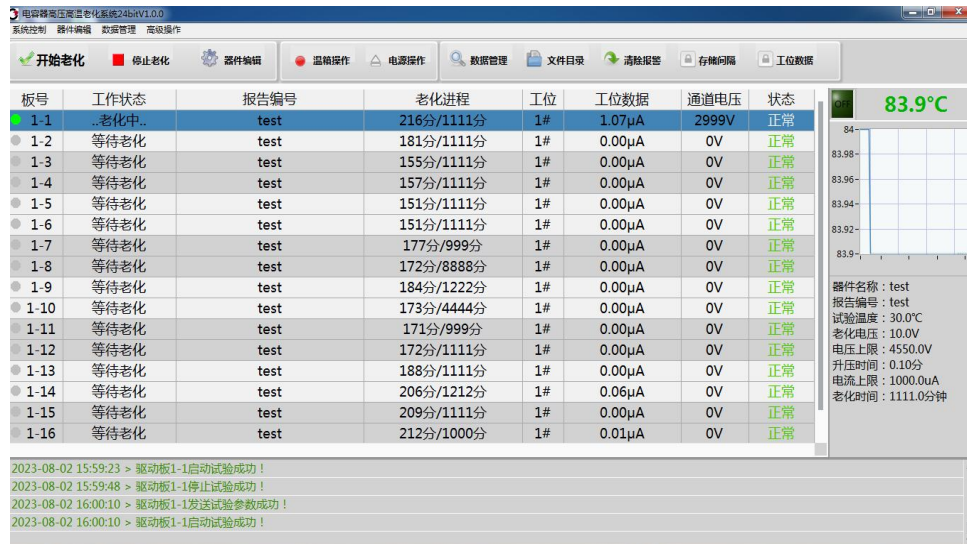 电容器高压高温老化系统24bitV1.0.0
系统控制 器件编辑 数据管理 高级操作
开始老化 停止老化 器件编辑 温箱操作 电源操作 数据管理 文件目录 清除报警 存储间隔 工位数据
板号 工作状态 报告编号 老化进程 工位 工位数据 通道电压 状态
1-1 ..老化中.. test 216分/1111分 1# 1.07μA 2999V 正常
1-2 等待老化 test 181分/1111分 1# 0.00μA 0V 正常
1-3 等待老化 test 155分/1111分 1# 0.00μA 0V 正常
1-4 等待老化 test 157分/1111分 1# 0.00μA 0V 正常
1-5 等待老化 test 151分/1111分 1# 0.00μA 0V 正常
1-6 等待老化 test 151分/1111分 1# 0.00μA 0V 正常
1-7 等待老化 test 177分/999分 1# 0.00μA 0V 正常
1-8 等待老化 test 172分/8888分 1# 0.00μA 0V 正常
1-9 等待老化 test 184分/1222分 1# 0.00μA 0V 正常
1-10 等待老化 test 173分/4444分 1# 0.00μA 0V 正常
1-11 等待老化 test 171分/999分 1# 0.00μA 0V 正常
1-12 等待老化 test 172分/1111分 1# 0.00μA 0V 正常
1-13 等待老化 test 188分/1111分 1# 0.00μA 0V 正常
1-14 等待老化 test 206分/1212分 1# 0.06μA 0V 正常
1-15 等待老化 test 209分/1111分 1# 0.00μA 0V 正常
1-16 等待老化 test 212分/1000分 1# 0.01μA 0V 正常
OFF 83.9°C
84
83.98
83.96
83.94
83.92
83.9
器件名称：test
报告编号：test
试验温度：30.0°C
老化电压：10.0V
电压上限：4550.0V
升压时间：0.10分
电流上限：1000.0uA
老化时间：1111.0分钟
2023-08-02 15:59:23 > 驱动板1-1启动试验成功！
2023-08-02 15:59:48 > 驱动板1-1停止试验成功！
2023-08-02 16:00:10 > 驱动板1-1发送试验参数成功！
2023-08-02 16:00:10 > 驱动板1-1启动试验成功！